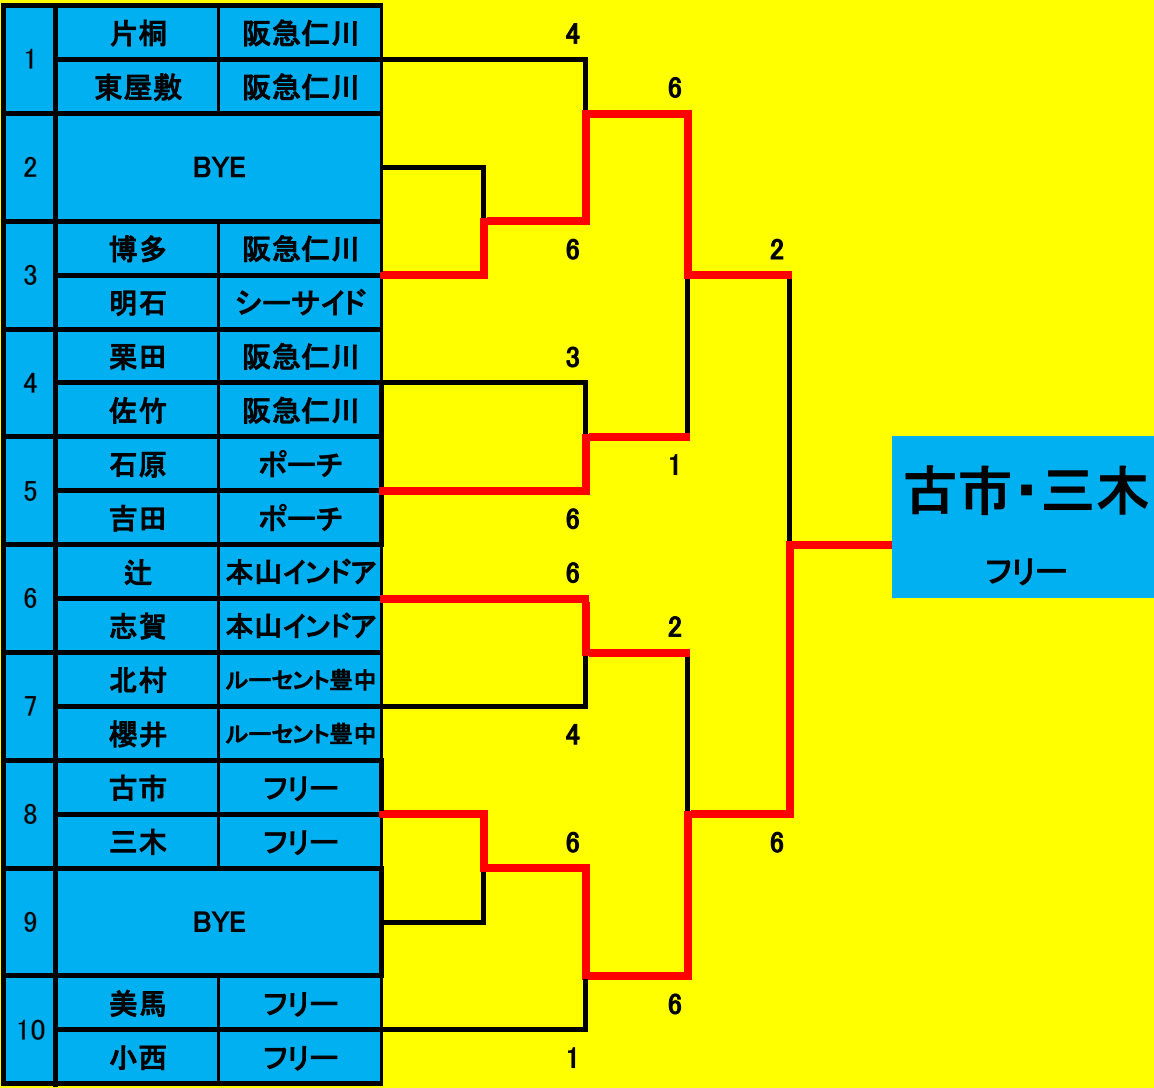 片桐 阪急仁川
4
1
東屋敷 阪急仁川
6
2 BYE
博多 阪急仁川
6
2
3
明石 シーサイド
栗田 阪急仁川
3
4
佐竹 阪急仁川
石原 ポーチ
1
5
吉田 ポーチ
6
古市・三木
フリー
辻 本山インドア
6
6
志賀 本山インドア
2
北村 ルーセント豊中
7
櫻井 ルーセント豊中
4
古市 フリー
8
三木 フリー
6
6
9 BYE
美馬 フリー
6
10
小西 フリー
1